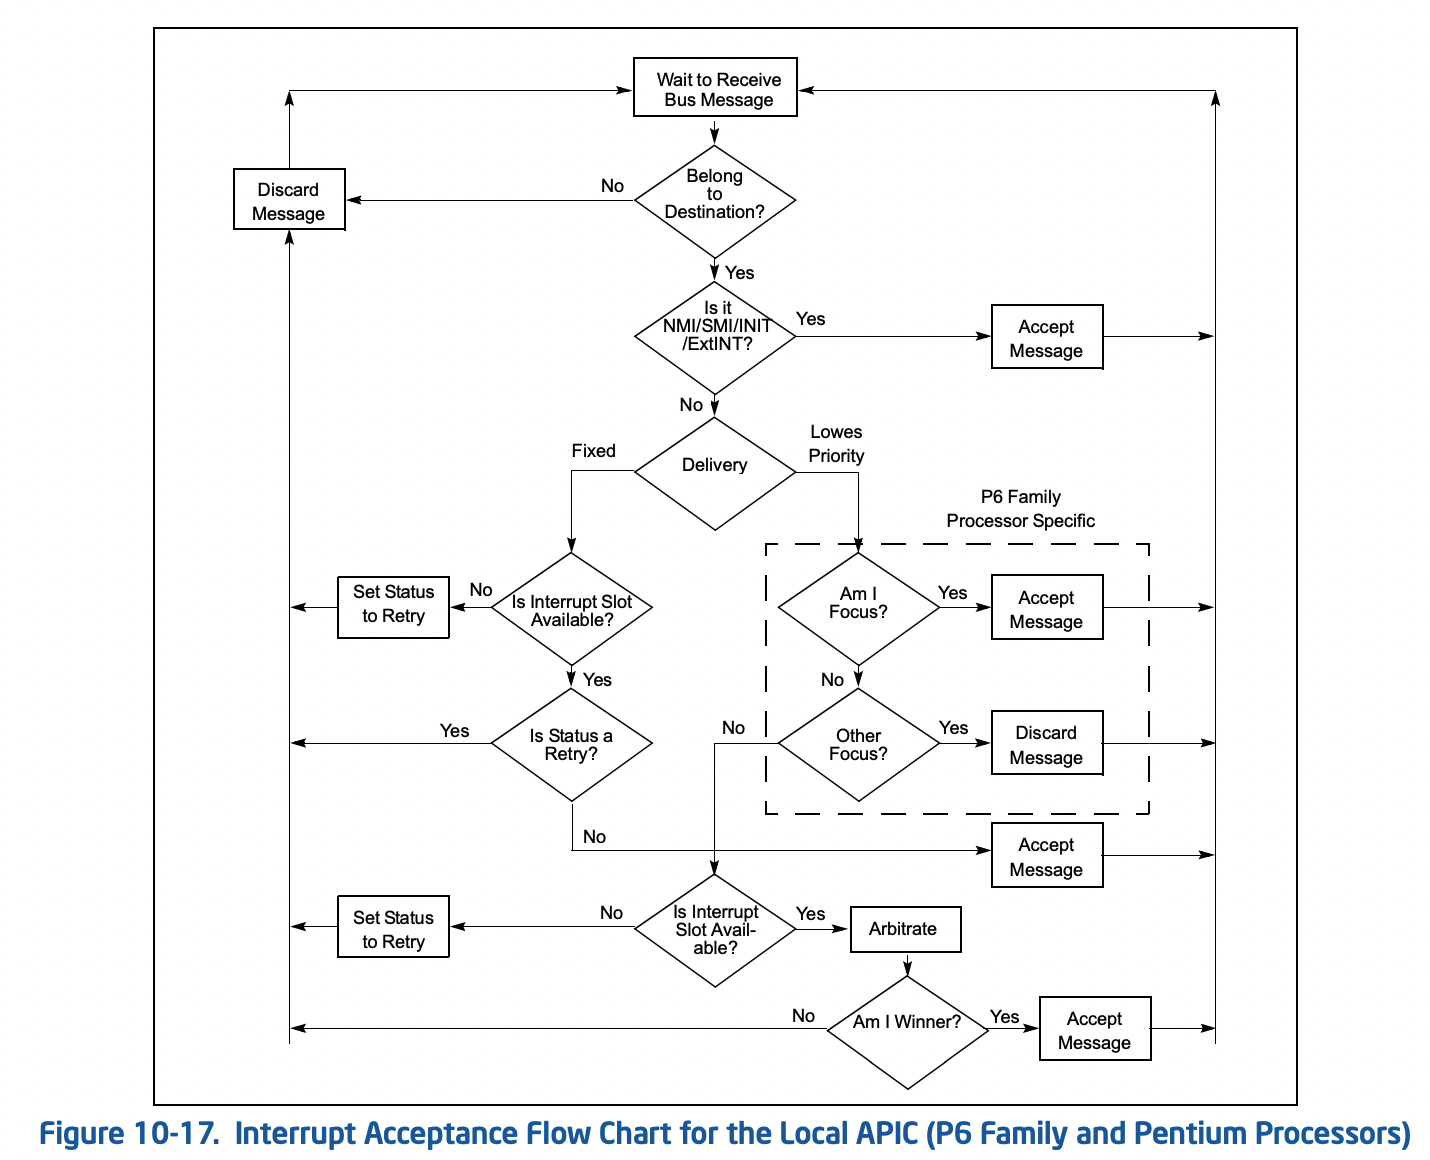 Wait to Receive
Bus Message
Discard
Message
No
Belong
to
Destination?
Yes
Is it
NMI/SMI/INIT
/ExtINT?
Yes
Accept
Message
No
Fixed
Delivery
Lowes
Priority
P6 Family
Processor Specific
Set Status
to Retry
No
Is Interrupt Slot
Available?
Am I
Focus?
Yes
Accept
Message
Yes
No
Yes
Is Status a
Retry?
No
Other
Focus?
Yes
Discard
Message
No
Accept
Message
Set Status
to Retry
No
Is Interrupt
Slot Avail-
able?
Yes
Arbitrate
No
Am I Winner?
Yes
Accept
Message
Figure 10-17. Interrupt Acceptance Flow Chart for the Local APIC (P6 Family and Pentium Processors)